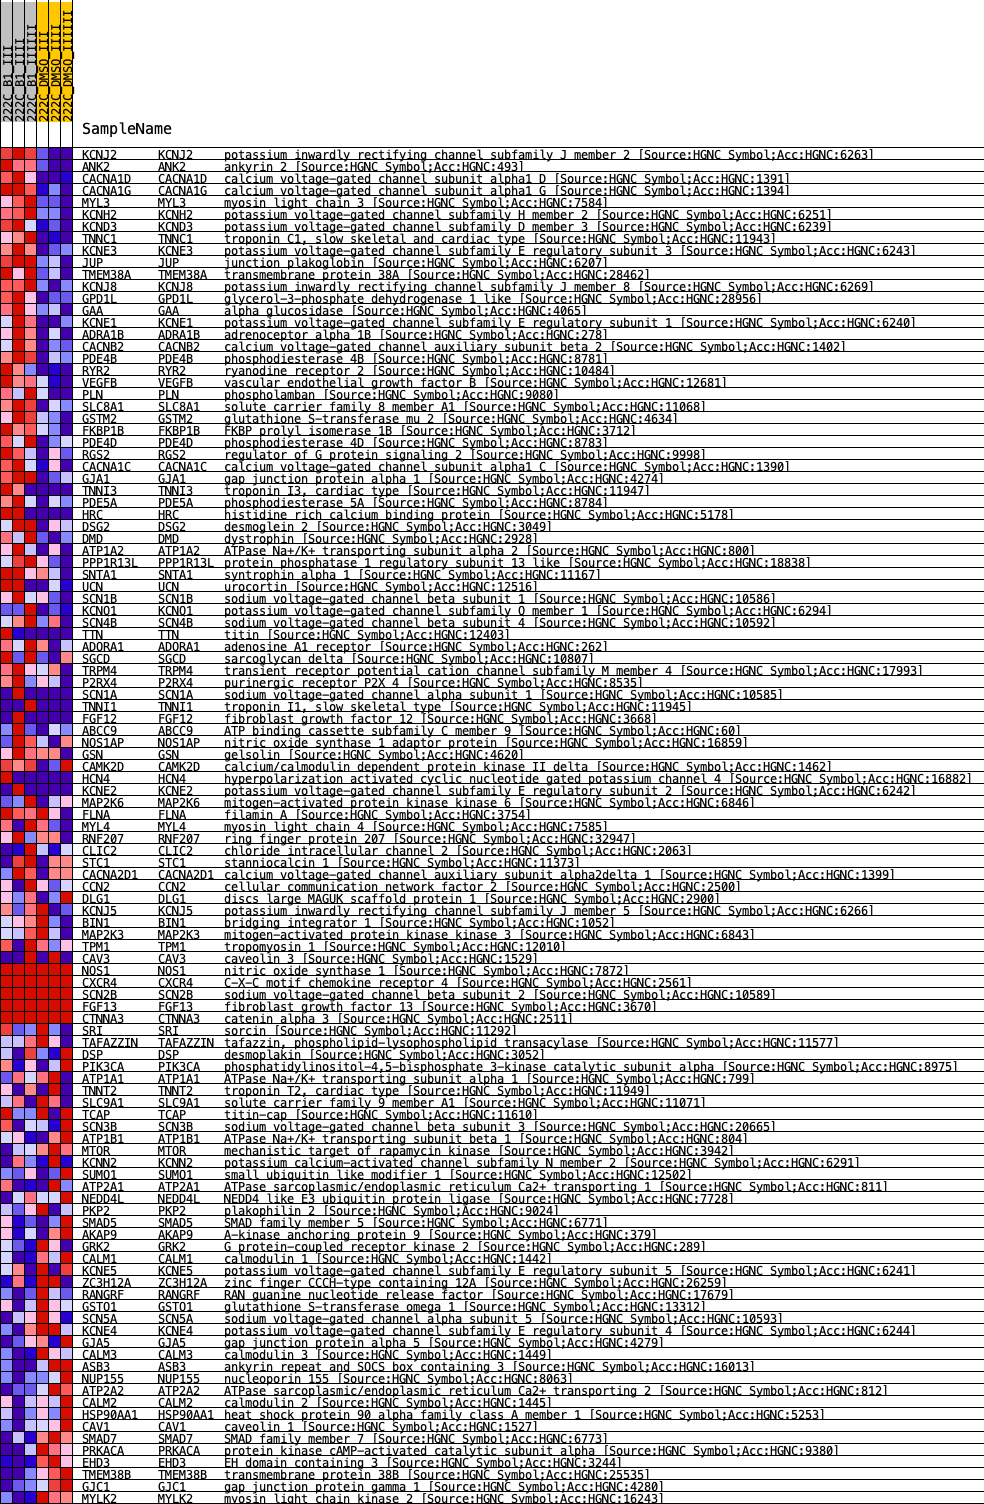 222C_B1_III
222C_B1_IIII
222C_B1_IIIIII
222C_DMSO_III
222C_DMSO_IIII
222C_DMSO_IIIIII
SampleName
KCNJ2 KCNJ2 potassium inwardly rectifying channel subfamily J member 2 [Source:HGNC Symbol;Acc:HGNC:6263]
ANK2 ANK2 ankyrin 2 [Source:HGNC Symbol;Acc:HGNC:493]
CACNA1D CACNA1D calcium voltage-gated channel subunit alpha1 D [Source:HGNC Symbol;Acc:HGNC:1391]
CACNA1G CACNA1G calcium voltage-gated channel subunit alpha1 G [Source:HGNC Symbol;Acc:HGNC:1394]
MYL3 MYL3 myosin light chain 3 [Source:HGNC Symbol;Acc:HGNC:7584]
KCNH2 KCNH2 potassium voltage-gated channel subfamily H member 2 [Source:HGNC Symbol;Acc:HGNC:6251]
KCND3 KCND3 potassium voltage-gated channel subfamily D member 3 [Source:HGNC Symbol;Acc:HGNC:6239]
TNNC1 TNNC1 troponin C1, slow skeletal and cardiac type [Source:HGNC Symbol;Acc:HGNC:11943]
KCNE3 KCNE3 potassium voltage-gated channel subfamily E regulatory subunit 3 [Source:HGNC Symbol;Acc:HGNC:6243]
JUP JUP junction plakoglobin [Source:HGNC Symbol;Acc:HGNC:6207]
TMEM38A TMEM38A transmembrane protein 38A [Source:HGNC Symbol;Acc:HGNC:28462]
KCNJ8 KCNJ8 potassium inwardly rectifying channel subfamily J member 8 [Source:HGNC Symbol;Acc:HGNC:6269]
GPD1L GPD1L glycerol-3-phosphate dehydrogenase 1 like [Source:HGNC Symbol;Acc:HGNC:28956]
GAA GAA alpha glucosidase [Source:HGNC Symbol;Acc:HGNC:4065]
KCNE1 KCNE1 potassium voltage-gated channel subfamily E regulatory subunit 1 [Source:HGNC Symbol;Acc:HGNC:6240]
ADRA1B ADRA1B adrenoceptor alpha 1B [Source:HGNC Symbol;Acc:HGNC:278]
CACNB2 CACNB2 calcium voltage-gated channel auxiliary subunit beta 2 [Source:HGNC Symbol;Acc:HGNC:1402]
PDE4B PDE4B phosphodiesterase 4B [Source:HGNC Symbol;Acc:HGNC:8781]
RYR2 RYR2 ryanodine receptor 2 [Source:HGNC Symbol;Acc:HGNC:10484]
VEGFB VEGFB vascular endothelial growth factor B [Source:HGNC Symbol;Acc:HGNC:12681]
PLN PLN phospholamban [Source:HGNC Symbol;Acc:HGNC:9080]
SLC8A1 SLC8A1 solute carrier family 8 member A1 [Source:HGNC Symbol;Acc:HGNC:11068]
GSTM2 GSTM2 glutathione S-transferase mu 2 [Source:HGNC Symbol;Acc:HGNC:4634]
FKBP1B FKBP1B FKBP prolyl isomerase 1B [Source:HGNC Symbol;Acc:HGNC:3712]
PDE4D PDE4D phosphodiesterase 4D [Source:HGNC Symbol;Acc:HGNC:8783]
RGS2 RGS2 regulator of G protein signaling 2 [Source:HGNC Symbol;Acc:HGNC:9998]
CACNA1C CACNA1C calcium voltage-gated channel subunit alpha1 C [Source:HGNC Symbol;Acc:HGNC:1390]
GJA1 GJA1 gap junction protein alpha 1 [Source:HGNC Symbol;Acc:HGNC:4274]
TNNI3 TNNI3 troponin I3, cardiac type [Source:HGNC Symbol;Acc:HGNC:11947]
PDE5A PDE5A phosphodiesterase 5A [Source:HGNC Symbol;Acc:HGNC:8784]
HRC HRC histidine rich calcium binding protein [Source:HGNC Symbol;Acc:HGNC:5178]
DSG2 DSG2 desmoglein 2 [Source:HGNC Symbol;Acc:HGNC:3049]
DMD DMD dystrophin [Source:HGNC Symbol;Acc:HGNC:2928]
ATP1A2 ATP1A2 ATPase Na+/K+ transporting subunit alpha 2 [Source:HGNC Symbol;Acc:HGNC:800]
PPP1R13L PPP1R13L protein phosphatase 1 regulatory subunit 13 like [Source:HGNC Symbol;Acc:HGNC:18838]
SNTA1 SNTA1 syntrophin alpha 1 [Source:HGNC Symbol;Acc:HGNC:11167]
UCN UCN urocortin [Source:HGNC Symbol;Acc:HGNC:12516]
SCN1B SCN1B sodium voltage-gated channel beta subunit 1 [Source:HGNC Symbol;Acc:HGNC:10586]
KCNQ1 KCNQ1 potassium voltage-gated channel subfamily Q member 1 [Source:HGNC Symbol;Acc:HGNC:6294]
SCN4B SCN4B sodium voltage-gated channel beta subunit 4 [Source:HGNC Symbol;Acc:HGNC:10592]
TTN TTN titin [Source:HGNC Symbol;Acc:HGNC:12403]
ADORA1 ADORA1 adenosine A1 receptor [Source:HGNC Symbol;Acc:HGNC:262]
SGCD SGCD sarcoglycan delta [Source:HGNC Symbol;Acc:HGNC:10807]
TRPM4 TRPM4 transient receptor potential cation channel subfamily M member 4 [Source:HGNC Symbol;Acc:HGNC:17993]
P2RX4 P2RX4 purinergic receptor P2X 4 [Source:HGNC Symbol;Acc:HGNC:8535]
SCN1A SCN1A sodium voltage-gated channel alpha subunit 1 [Source:HGNC Symbol;Acc:HGNC:10585]
TNNI1 TNNI1 troponin I1, slow skeletal type [Source:HGNC Symbol;Acc:HGNC:11945]
FGF12 FGF12 fibroblast growth factor 12 [Source:HGNC Symbol;Acc:HGNC:3668]
ABCC9 ABCC9 ATP binding cassette subfamily C member 9 [Source:HGNC Symbol;Acc:HGNC:60]
NOS1AP NOS1AP nitric oxide synthase 1 adaptor protein [Source:HGNC Symbol;Acc:HGNC:16859]
GSN GSN gelsolin [Source:HGNC Symbol;Acc:HGNC:4620]
CAMK2D CAMK2D calcium/calmodulin dependent protein kinase II delta [Source:HGNC Symbol;Acc:HGNC:1462]
HCN4 HCN4 hyperpolarization activated cyclic nucleotide gated potassium channel 4 [Source:HGNC Symbol;Acc:HGNC:16882]
KCNE2 KCNE2 potassium voltage-gated channel subfamily E regulatory subunit 2 [Source:HGNC Symbol;Acc:HGNC:6242]
MAP2K6 MAP2K6 mitogen-activated protein kinase kinase 6 [Source:HGNC Symbol;Acc:HGNC:6846]
FLNA FLNA filamin A [Source:HGNC Symbol;Acc:HGNC:3754]
MYL4 MYL4 myosin light chain 4 [Source:HGNC Symbol;Acc:HGNC:7585]
RNF207 RNF207 ring finger protein 207 [Source:HGNC Symbol;Acc:HGNC:32947]
CLIC2 CLIC2 chloride intracellular channel 2 [Source:HGNC Symbol;Acc:HGNC:2063]
STC1 STC1 stanniocalcin 1 [Source:HGNC Symbol;Acc:HGNC:11373]
CACNA2D1 CACNA2D1 calcium voltage-gated channel auxiliary subunit alpha2delta 1 [Source:HGNC Symbol;Acc:HGNC:1399]
CCN2 CCN2 cellular communication network factor 2 [Source:HGNC Symbol;Acc:HGNC:2500]
DLG1 DLG1 discs large MAGUK scaffold protein 1 [Source:HGNC Symbol;Acc:HGNC:2900]
KCNJ5 KCNJ5 potassium inwardly rectifying channel subfamily J member 5 [Source:HGNC Symbol;Acc:HGNC:6266]
BIN1 BIN1 bridging integrator 1 [Source:HGNC Symbol;Acc:HGNC:1052]
MAP2K3 MAP2K3 mitogen-activated protein kinase kinase 3 [Source:HGNC Symbol;Acc:HGNC:6843]
TPM1 TPM1 tropomyosin 1 [Source:HGNC Symbol;Acc:HGNC:12010]
CAV3 CAV3 caveolin 3 [Source:HGNC Symbol;Acc:HGNC:1529]
NOS1 NOS1 nitric oxide synthase 1 [Source:HGNC Symbol;Acc:HGNC:7872]
CXCR4 CXCR4 C-X-C motif chemokine receptor 4 [Source:HGNC Symbol;Acc:HGNC:2561]
SCN2B SCN2B sodium voltage-gated channel beta subunit 2 [Source:HGNC Symbol;Acc:HGNC:10589]
FGF13 FGF13 fibroblast growth factor 13 [Source:HGNC Symbol;Acc:HGNC:3670]
CTNNA3 CTNNA3 catenin alpha 3 [Source:HGNC Symbol;Acc:HGNC:2511]
SRI SRI sorcin [Source:HGNC Symbol;Acc:HGNC:11292]
TAFAZZIN TAFAZZIN tafazzin, phospholipid-lysophospholipid transacylase [Source:HGNC Symbol;Acc:HGNC:11577]
DSP DSP desmoplakin [Source:HGNC Symbol;Acc:HGNC:3052]
PIK3CA PIK3CA phosphatidylinositol-4,5-bisphosphate 3-kinase catalytic subunit alpha [Source:HGNC Symbol;Acc:HGNC:8975]
ATP1A1 ATP1A1 ATPase Na+/K+ transporting subunit alpha 1 [Source:HGNC Symbol;Acc:HGNC:799]
TNNT2 TNNT2 troponin T2, cardiac type [Source:HGNC Symbol;Acc:HGNC:11949]
SLC9A1 SLC9A1 solute carrier family 9 member A1 [Source:HGNC Symbol;Acc:HGNC:11071]
TCAP TCAP titin-cap [Source:HGNC Symbol;Acc:HGNC:11610]
SCN3B SCN3B sodium voltage-gated channel beta subunit 3 [Source:HGNC Symbol;Acc:HGNC:20665]
ATP1B1 ATP1B1 ATPase Na+/K+ transporting subunit beta 1 [Source:HGNC Symbol;Acc:HGNC:804]
MTOR MTOR mechanistic target of rapamycin kinase [Source:HGNC Symbol;Acc:HGNC:3942]
KCNN2 KCNN2 potassium calcium-activated channel subfamily N member 2 [Source:HGNC Symbol;Acc:HGNC:6291]
SUMO1 SUMO1 small ubiquitin like modifier 1 [Source:HGNC Symbol;Acc:HGNC:12502]
ATP2A1 ATP2A1 ATPase sarcoplasmic/endoplasmic reticulum Ca2+ transporting 1 [Source:HGNC Symbol;Acc:HGNC:811]
NEDD4L NEDD4L NEDD4 like E3 ubiquitin protein ligase [Source:HGNC Symbol;Acc:HGNC:7728]
PKP2 PKP2 plakophilin 2 [Source:HGNC Symbol;Acc:HGNC:9024]
SMAD5 SMAD5 SMAD family member 5 [Source:HGNC Symbol;Acc:HGNC:6771]
AKAP9 AKAP9 A-kinase anchoring protein 9 [Source:HGNC Symbol;Acc:HGNC:379]
GRK2 GRK2 G protein-coupled receptor kinase 2 [Source:HGNC Symbol;Acc:HGNC:289]
CALM1 CALM1 calmodulin 1 [Source:HGNC Symbol;Acc:HGNC:1442]
KCNE5 KCNE5 potassium voltage-gated channel subfamily E regulatory subunit 5 [Source:HGNC Symbol;Acc:HGNC:6241]
ZC3H12A ZC3H12A zinc finger CCCH-type containing 12A [Source:HGNC Symbol;Acc:HGNC:26259]
RANGRF RANGRF RAN guanine nucleotide release factor [Source:HGNC Symbol;Acc:HGNC:17679]
GSTO1 GSTO1 glutathione S-transferase omega 1 [Source:HGNC Symbol;Acc:HGNC:13312]
SCN5A SCN5A sodium voltage-gated channel alpha subunit 5 [Source:HGNC Symbol;Acc:HGNC:10593]
KCNE4 KCNE4 potassium voltage-gated channel subfamily E regulatory subunit 4 [Source:HGNC Symbol;Acc:HGNC:6244]
GJA5 GJA5 gap junction protein alpha 5 [Source:HGNC Symbol;Acc:HGNC:4279]
CALM3 CALM3 calmodulin 3 [Source:HGNC Symbol;Acc:HGNC:1449]
ASB3 ASB3 ankyrin repeat and SOCS box containing 3 [Source:HGNC Symbol;Acc:HGNC:16013]
NUP155 NUP155 nucleoporin 155 [Source:HGNC Symbol;Acc:HGNC:8063]
ATP2A2 ATP2A2 ATPase sarcoplasmic/endoplasmic reticulum Ca2+ transporting 2 [Source:HGNC Symbol;Acc:HGNC:812]
CALM2 CALM2 calmodulin 2 [Source:HGNC Symbol;Acc:HGNC:1445]
HSP90AA1 HSP90AA1 heat shock protein 90 alpha family class A member 1 [Source:HGNC Symbol;Acc:HGNC:5253]
CAV1 CAV1 caveolin 1 [Source:HGNC Symbol;Acc:HGNC:1527]
SMAD7 SMAD7 SMAD family member 7 [Source:HGNC Symbol;Acc:HGNC:6773]
PRKACA PRKACA protein kinase cAMP-activated catalytic subunit alpha [Source:HGNC Symbol;Acc:HGNC:9380]
EHD3 EHD3 EH domain containing 3 [Source:HGNC Symbol;Acc:HGNC:3244]
TMEM38B TMEM38B transmembrane protein 38B [Source:HGNC Symbol;Acc:HGNC:25535]
GJC1 GJC1 gap junction protein gamma 1 [Source:HGNC Symbol;Acc:HGNC:4280]
MYLK2 MYLK2 myosin light chain kinase 2 [Source:HGNC Symbol;Acc:HGNC:16243]